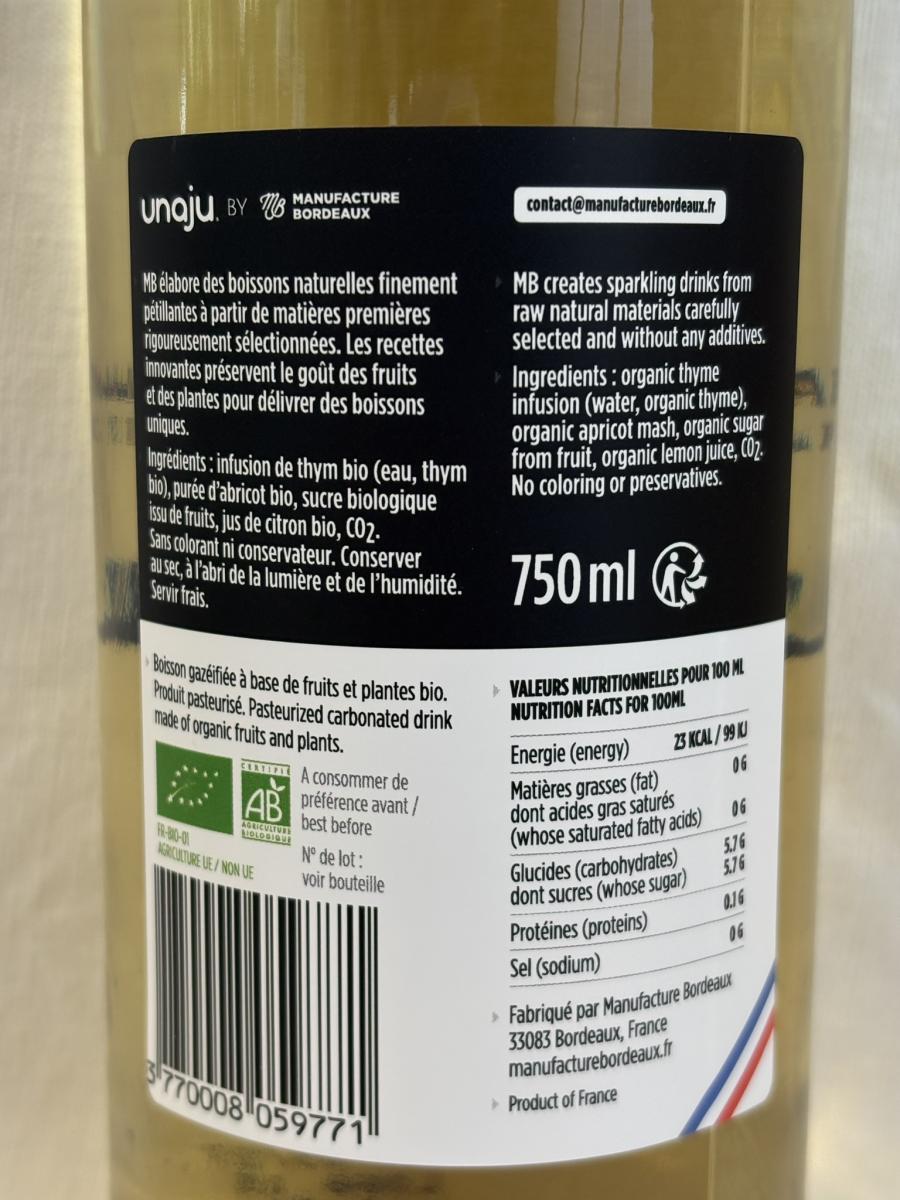 unaju. BY MB MANUFACTURE BORDEAUX
contact@manufacturebordeaux.fr
MB élabore des boissons naturelles finement
pétillantes à partir de matières premières
rigoureusement sélectionnées. Les recettes
innovantes préservent le goût des fruits
et des plantes pour délivrer des boissons
uniques.
Ingrédients : infusion de thym bio (eau, thym
bio), purée d'abricot bio, sucre biologique
issu de fruits, jus de citron bio, CO2.
Sans colorant ni conservateur. Conserver
au sec, à l'abri de la lumière et de l'humidité.
Servir frais.
MB creates sparkling drinks from
raw natural materials carefully
selected and without any additives.
Ingredients : organic thyme
infusion (water, organic thyme),
organic apricot mash, organic sugar
from fruit, organic lemon juice, CO2.
No coloring or preservatives.
750 ml
Boisson gazéifiée à base de fruits et plantes bio.
Produit pasteurisé. Pasteurized carbonated drink
made of organic fruits and plants.
CERTIFIÉ
AB
AGRICULTURE
BIOLOGIQUE
FR-BIO-01
AGRICULTURE UE / NON UE
A consommer de
préférence avant /
best before
N° de lot :
voir bouteille
3 770008 059771
VALEURS NUTRITIONNELLES POUR 100 ML
NUTRITION FACTS FOR 100ML
Energie (energy) 23 KCAL / 99 KJ
Matières grasses (fat) 0 G
dont acides gras saturés
(whose saturated fatty acids) 0 G
Glucides (carbohydrates) 5.7 G
dont sucres (whose sugar) 5.7 G
Protéines (proteins) 0.1 G
Sel (sodium) 0 G
Fabriqué par Manufacture Bordeaux
33083 Bordeaux, France
manufacturebordeaux.fr
Product of France